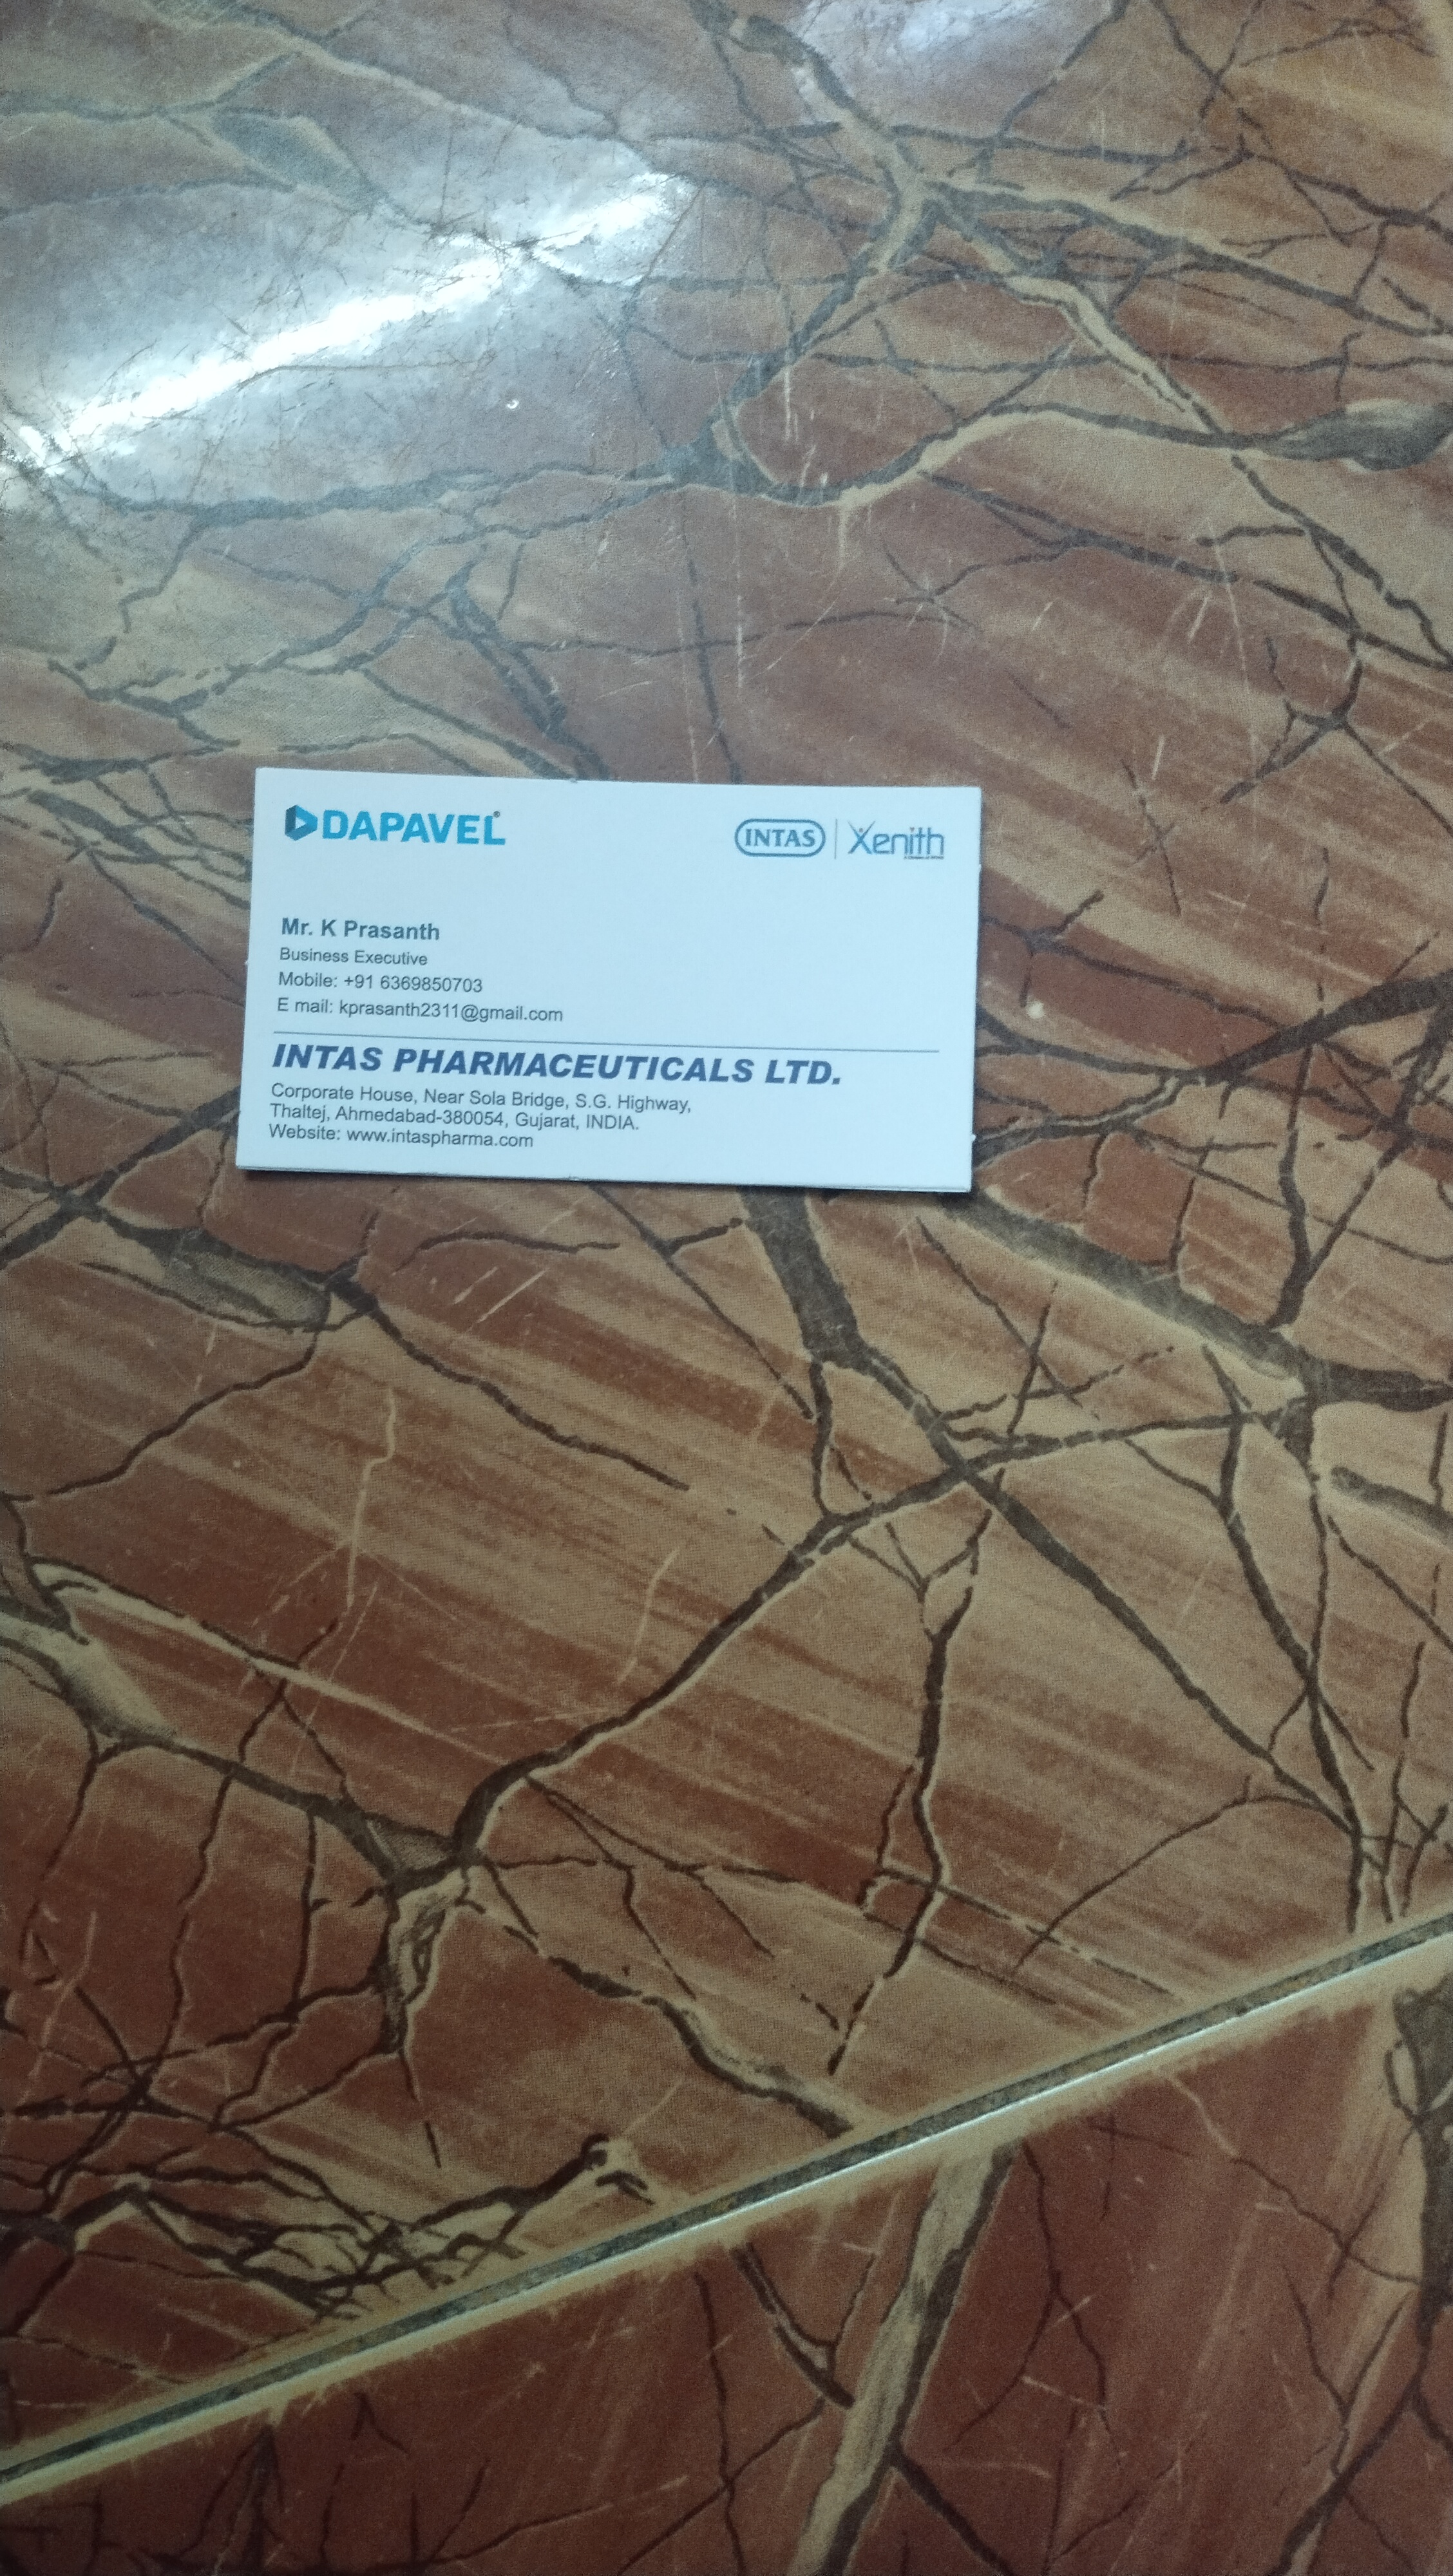 DAPAVEL®
INTAS Xenith
Mr. K Prasanth
Business Executive
Mobile: +91 6369850703
E mail: kprasanth2311@gmail.com
INTAS PHARMACEUTICALS LTD.
Corporate House, Near Sola Bridge, S.G. Highway,
Thaltej, Ahmedabad-380054, Gujarat, INDIA.
Website: www.intaspharma.com